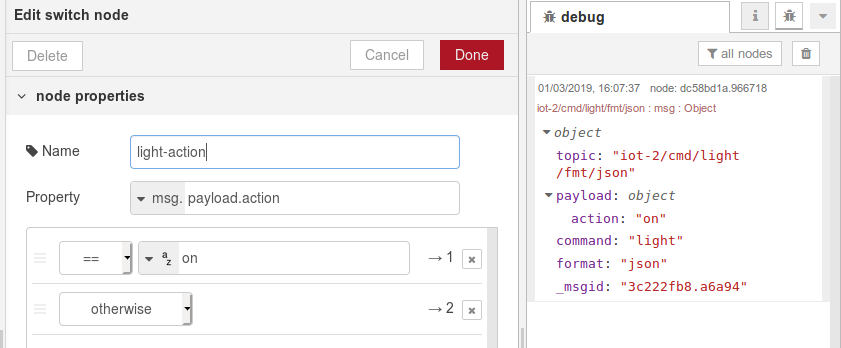 Edit switch node
Delete
Cancel
Done
node properties
Name
light-action
Property
msg. payload.action
== az on → 1 ×
otherwise → 2 ×
debug
i
all nodes
01/03/2019, 16:07:37 node: dc58bd1a.966718
iot-2/cmd/light/fmt/json : msg : Object
object
topic: "iot-2/cmd/light
/fmt/json"
payload: object
action: "on"
command: "light"
format: "json"
_msgid: "3c222fb8.a6a94"